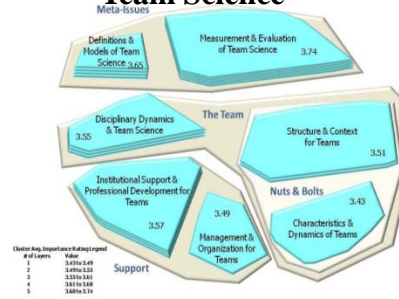 Team Science
Meta-Issues
Definitions &
Models of Team
Science 3.65
Measurement & Evaluation
of Team Science
3.74
Disciplinary Dynamics
& Team Science
3.55
The Team
Structure & Context
for Teams
3.51
Institutional Support &
Professional Development for
Teams
3.57
Nuts & Bolts
3.49
Management &
Organization for
Teams
3.43
Characteristics &
Dynamics of Teams
Support
Cluster Avg. Importance Rating Legend
# of Layers Value
1 3.43 to 3.49
2 3.49 to 3.55
3 3.55 to 3.61
4 3.61 to 3.68
5 3.68 to 3.74